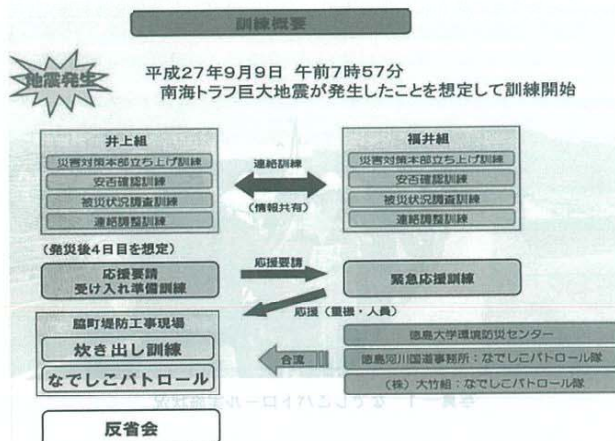 訓練概要
地震発生
平成27年9月9日 午前7時57分
南海トラフ巨大地震が発生したことを想定して訓練開始
井上組
災害対策本部立ち上げ訓練
安否確認訓練
被災状況調査訓練
連絡調整訓練
連絡訓練
(情報共有)
福井組
災害対策本部立ち上げ訓練
安否確認訓練
被災状況調査訓練
連絡調整訓練
(発災後4日目を想定)
応援要請
受け入れ準備訓練
応援要請
緊急応援訓練
応援(重機・人員)
脇町堤防工事現場
炊き出し訓練
なでしこパトロール
合流
徳島大学環境防災センター
徳島河川国道事務所：なでしこパトロール隊
(株)大竹組：なでしこパトロール隊
反省会